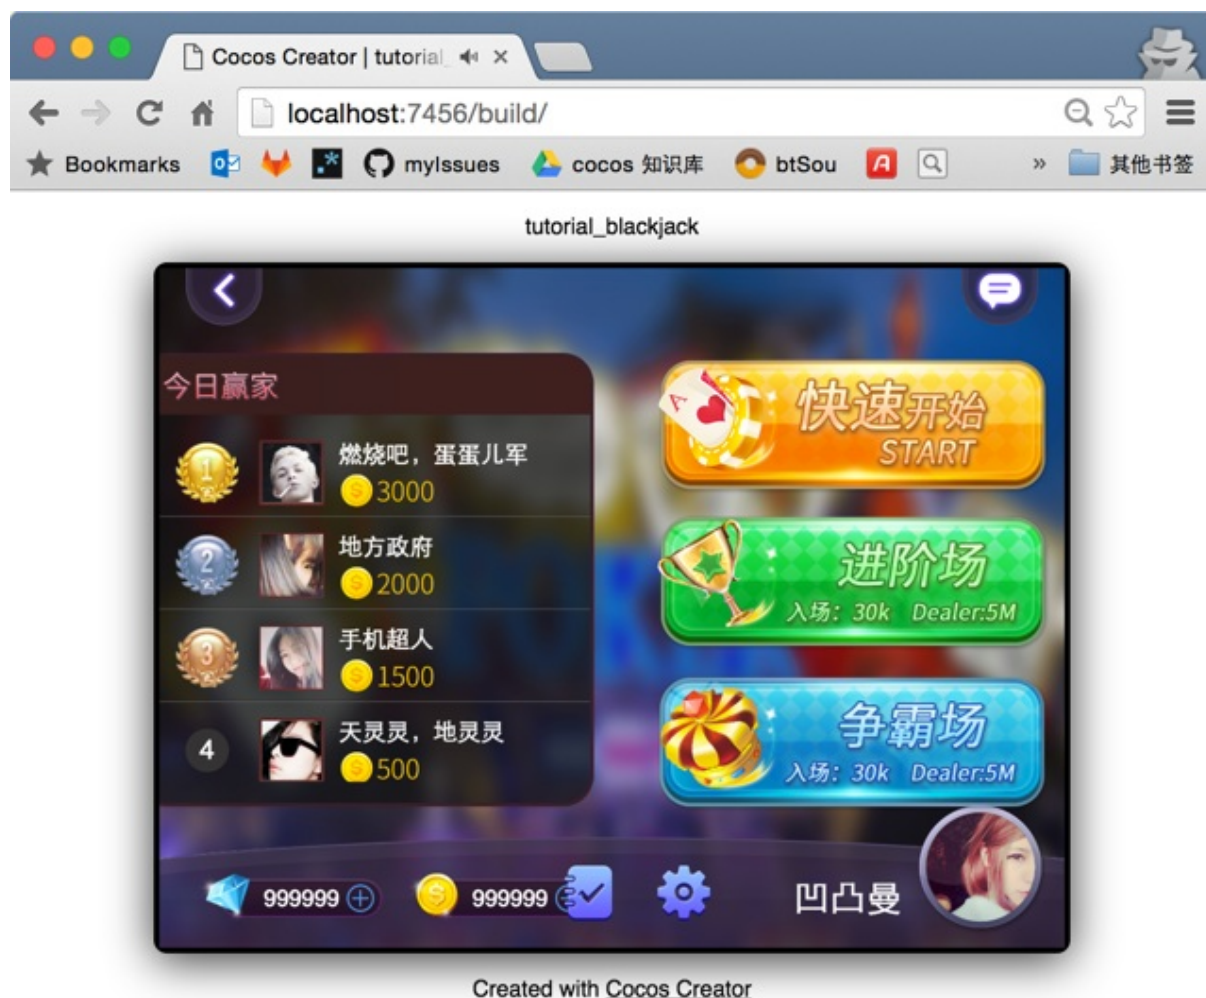 Cocos Creator | tutorial_
localhost:7456/build/
Bookmarks myIssues cocos 知识库 btSou » 其他书签
tutorial_blackjack
今日赢家
1
燃烧吧，蛋蛋儿军
3000
2
地方政府
2000
3
手机超人
1500
4
天灵灵，地灵灵
500
快速开始
START
进阶场
入场：30k Dealer:5M
争霸场
入场：30k Dealer:5M
999999
999999
凹凸曼
Created with Cocos Creator